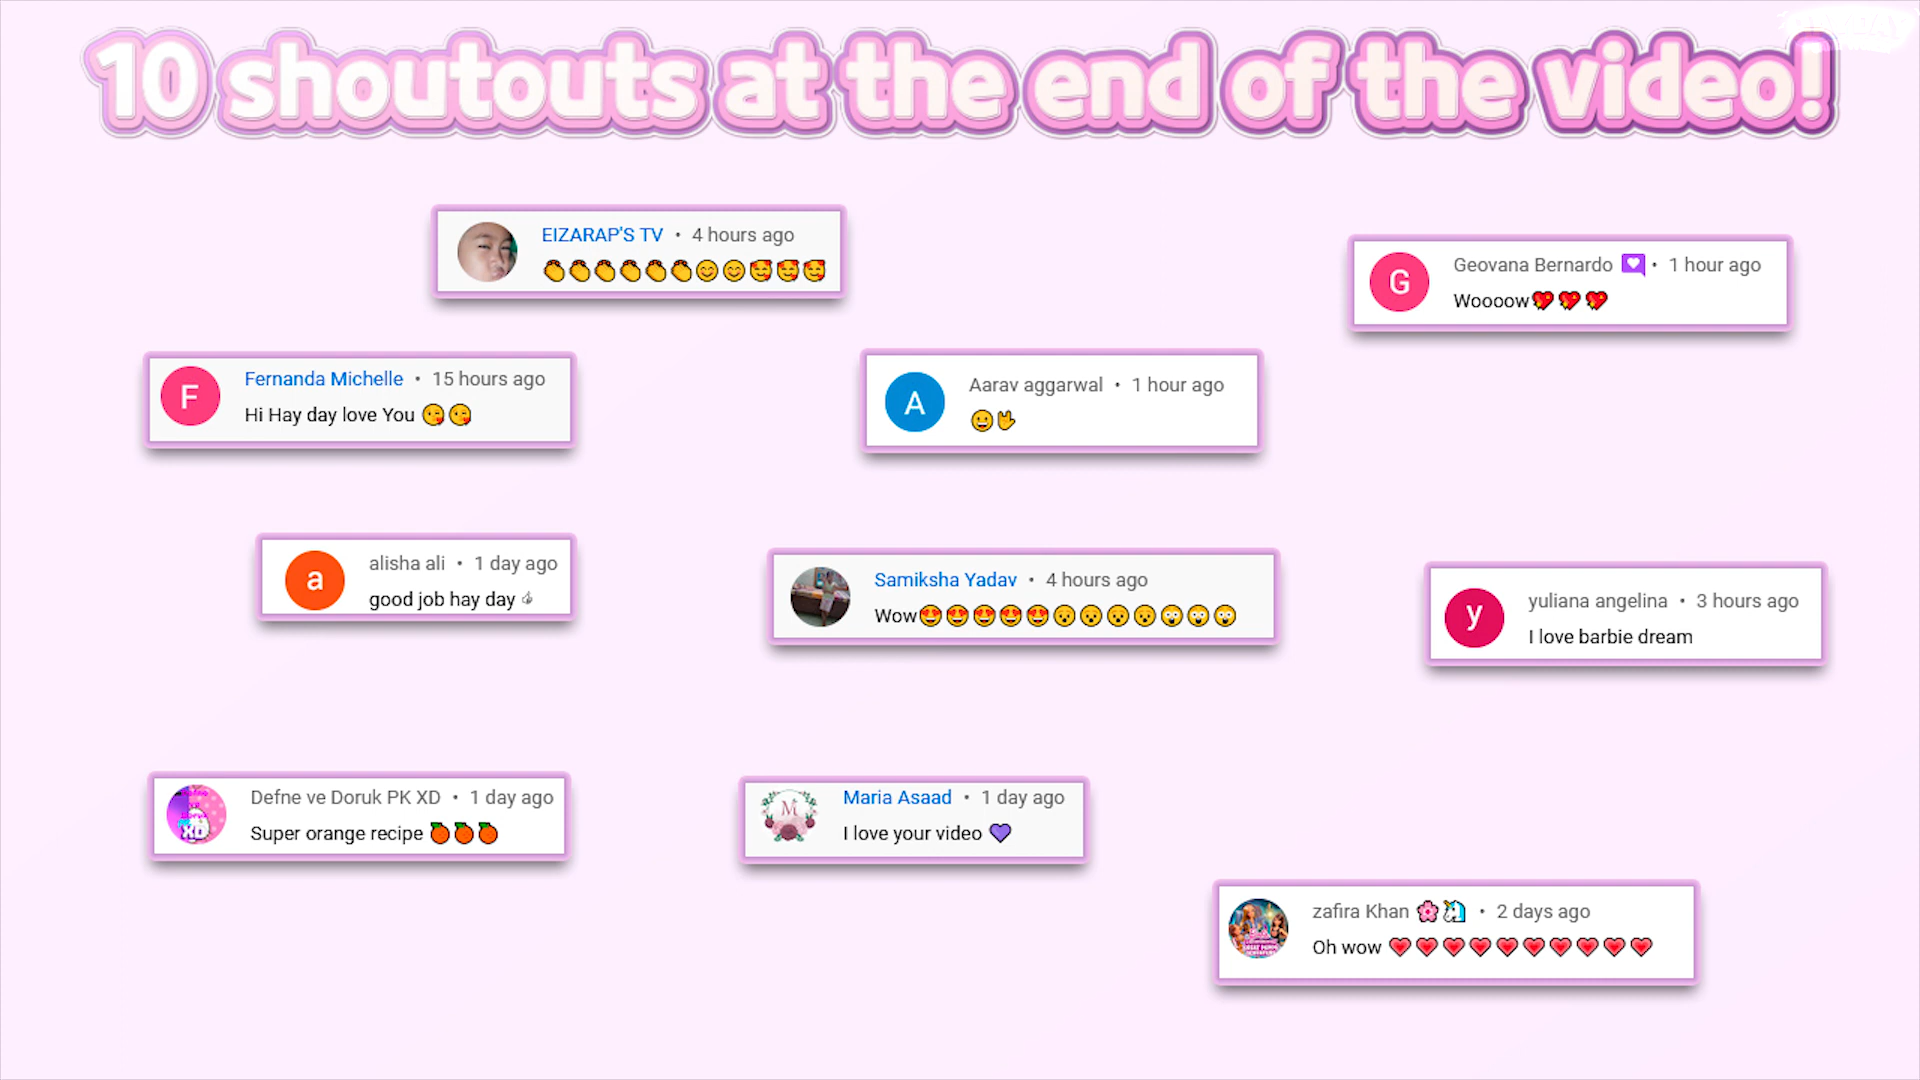 10 shoutouts at the end of the video!
EIZARAP'S TV • 4 hours ago
👏👏👏👏👏👏😊😊🥰🥰🥰
Geovana Bernardo 💟 • 1 hour ago
Woooow💖💖💖
Fernanda Michelle • 15 hours ago
Hi Hay day love You 😘😘
Aarav aggarwal • 1 hour ago
😀🤟
alisha ali • 1 day ago
good job hay day 👍
Samiksha Yadav • 4 hours ago
Wow😍😍😍😍😍😮😮😮😮😲😲😲
yuliana angelina • 3 hours ago
I love barbie dream
Defne ve Doruk PK XD • 1 day ago
Super orange recipe 🍊🍊🍊
Maria Asaad • 1 day ago
I love your video 💜
zafira Khan 🌸🦄 • 2 days ago
Oh wow ❤❤❤❤❤❤❤❤❤❤